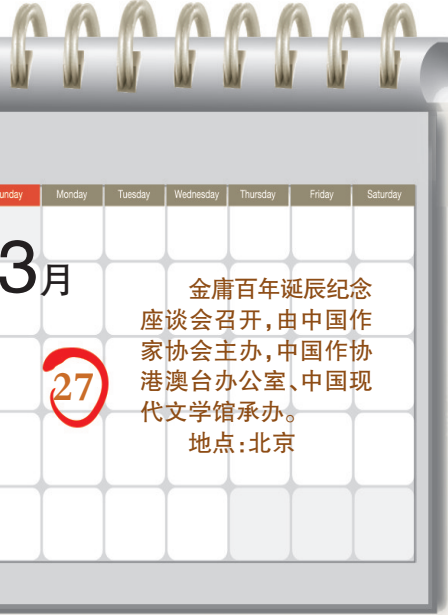 unday Monday Tuesday Wednesday Thursday Friday Saturday
3月
27
金庸百年诞辰纪念
座谈会召开,由中国作
家协会主办,中国作协
港澳台办公室、中国现
代文学馆承办。
地点:北京